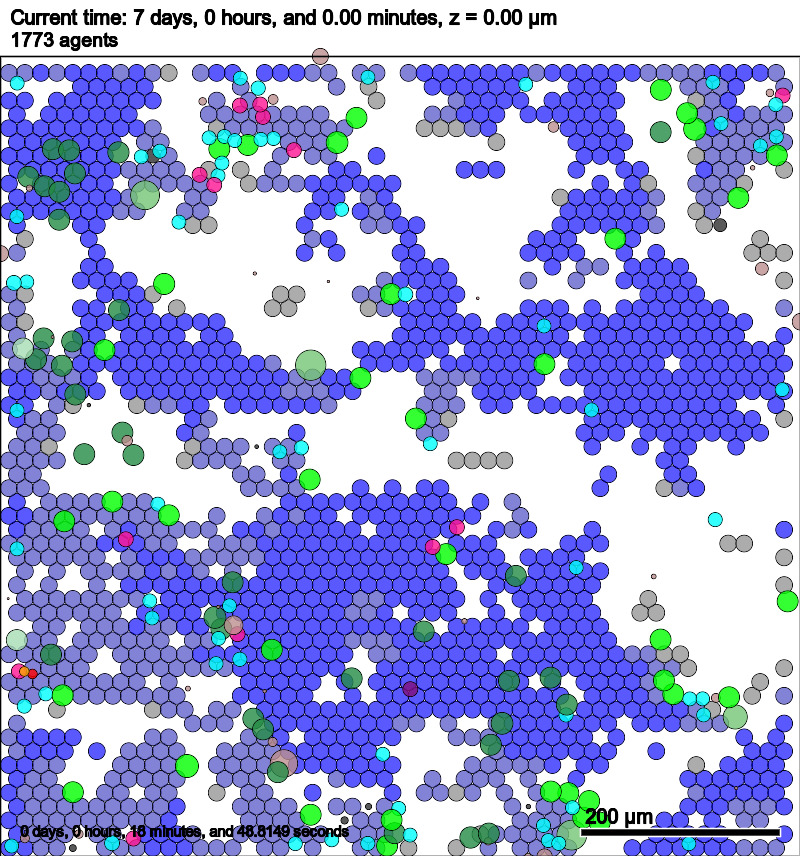 Current time: 7 days, 0 hours, and 0.00 minutes, z = 0.00 μm
1773 agents
200 μm
0 days, 0 hours, 18 minutes, and 48.8149 seconds